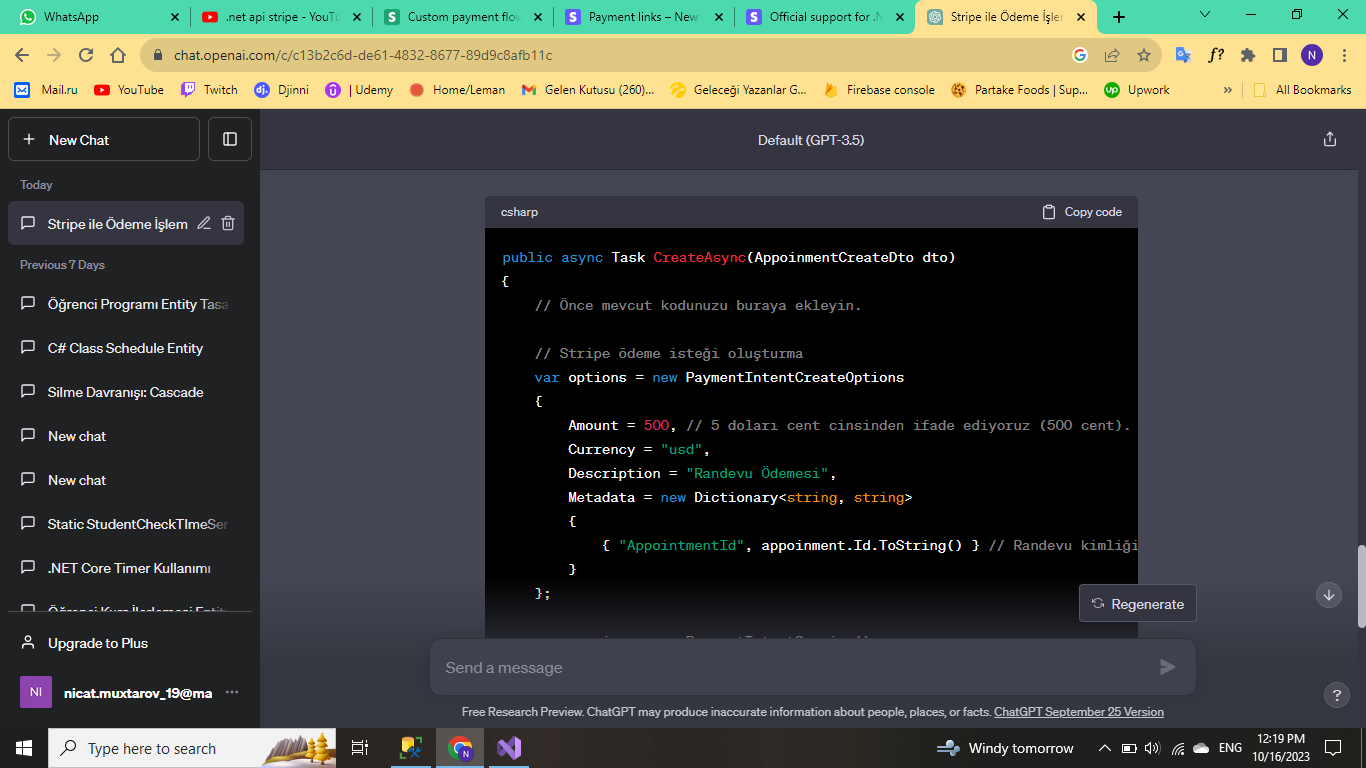 WhatsApp
.net api stripe - YouTu
Custom payment flow
Payment links – New
Official support for .N
Stripe ile Ödeme İşler
chat.openai.com/c/c13b2c6d-de61-4832-8677-89d9c8afb11c
f?
N
Mail.ru
YouTube
Twitch
dj.
Djinni
| Udemy
Home/Leman
Gelen Kutusu (260)...
Geleceği Yazanlar G...
Firebase console
Partake Foods | Sup...
up
Upwork
»
All Bookmarks
New Chat
Default (GPT-3.5)
Today
Stripe ile Ödeme İşlem
Previous 7 Days
Öğrenci Programı Entity Tasa
C# Class Schedule Entity
Silme Davranışı: Cascade
New chat
New chat
Static StudentCheckTImeSer
.NET Core Timer Kullanımı
Öğrenci Kurs İlerlemesi Entit
Upgrade to Plus
NI
nicat.muxtarov_19@ma
csharp
Copy code
public async Task CreateAsync(AppoinmentCreateDto dto)
{
// Önce mevcut kodunuzu buraya ekleyin.
// Stripe ödeme isteği oluşturma
var options = new PaymentIntentCreateOptions
{
Amount = 500, // 5 doları cent cinsinden ifade ediyoruz (500 cent).
Currency = "usd",
Description = "Randevu Ödemesi",
Metadata = new Dictionary<string, string>
{
{ "AppointmentId", appoinment.Id.ToString() } // Randevu kimliği
}
};
Regenerate
Send a message
Free Research Preview. ChatGPT may produce inaccurate information about people, places, or facts. ChatGPT September 25 Version
?
Type here to search
N
Windy tomorrow
ENG
12:19 PM
10/16/2023